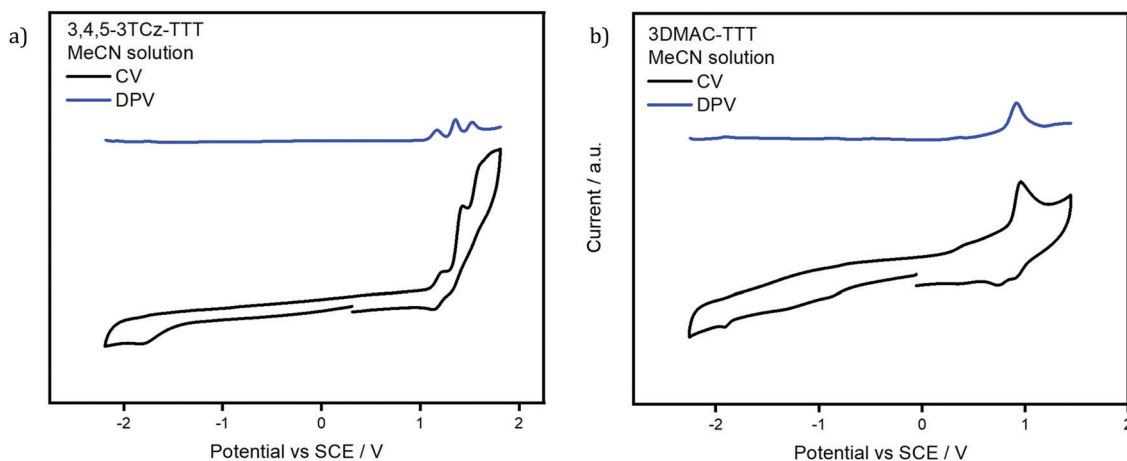 a)
3,4,5-3TCz-TTT
MeCN solution
CV
DPV
-2 -1 0 1 2
Potential vs SCE / V
b)
3DMAC-TTT
MeCN solution
CV
DPV
Current / a.u.
-2 -1 0 1 2
Potential vs SCE / V